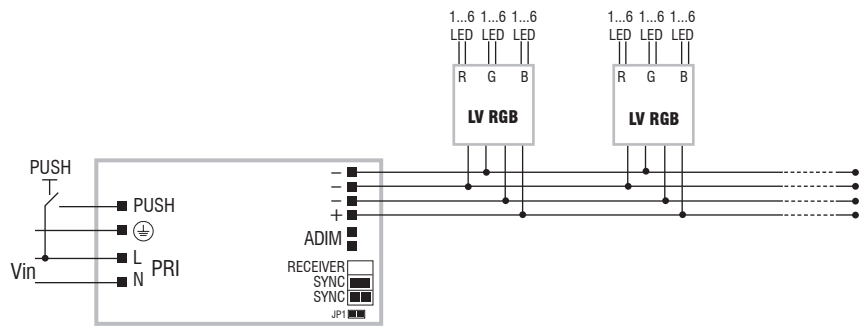 1...6 1...6 1...6
LED LED LED
1...6 1...6 1...6
LED LED LED
R G B
LV RGB
R G B
LV RGB
PUSH
PUSH
L
N
PRI
Vin
–
–
–
+
ADIM
RECEIVER
SYNC
SYNC
JP1